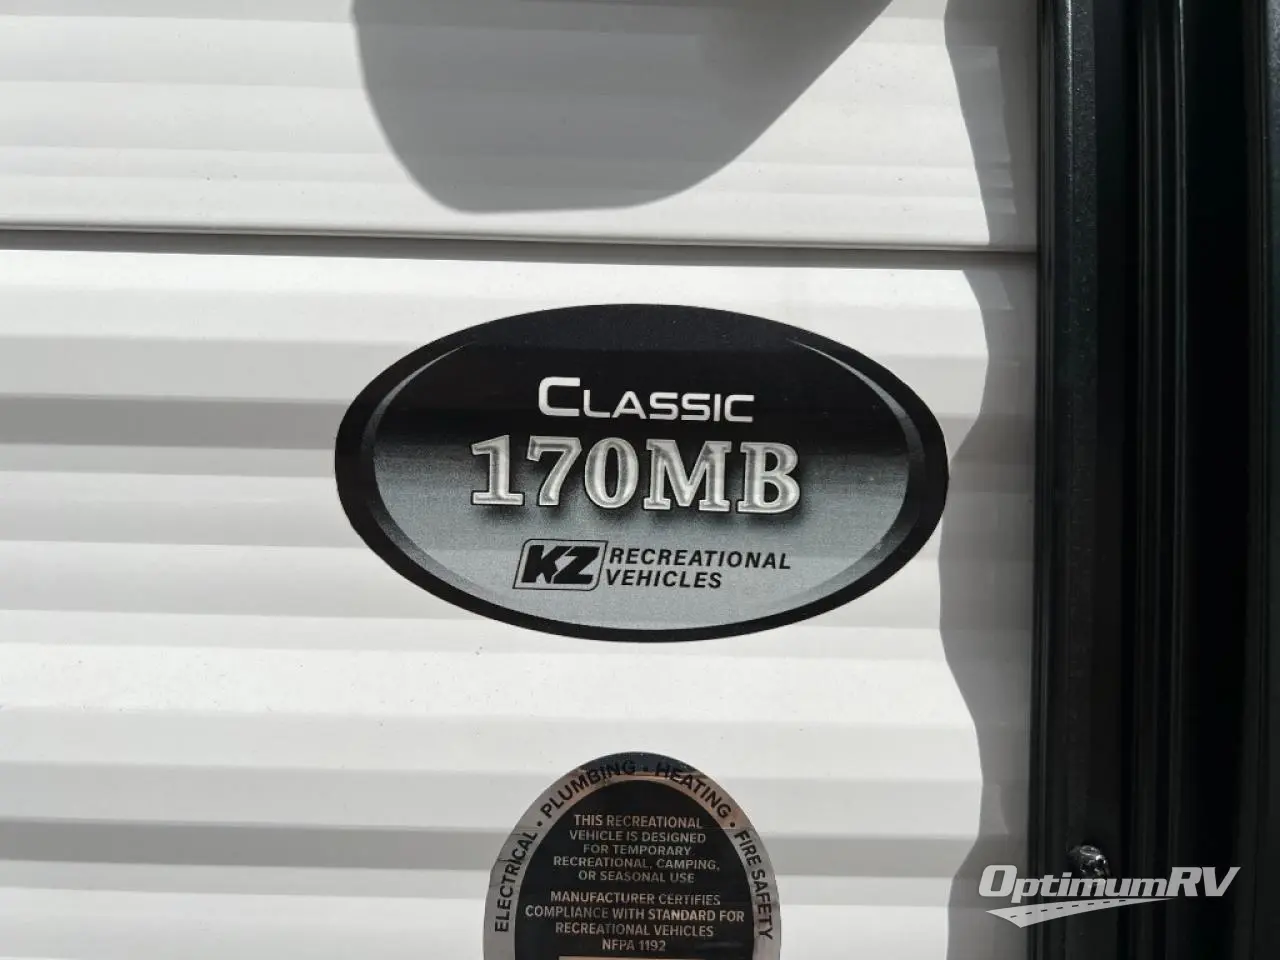 CLASSIC
170MB
KZ RECREATIONAL
VEHICLES
ELECTRICAL • PLUMBING • HEATING • FIRE SAFETY
THIS RECREATIONAL
VEHICLE IS DESIGNED
FOR TEMPORARY
RECREATIONAL, CAMPING,
OR SEASONAL USE
MANUFACTURER CERTIFIES
COMPLIANCE WITH STANDARD FOR
RECREATIONAL VEHICLES
NFPA 1192
OPTIMUMRV